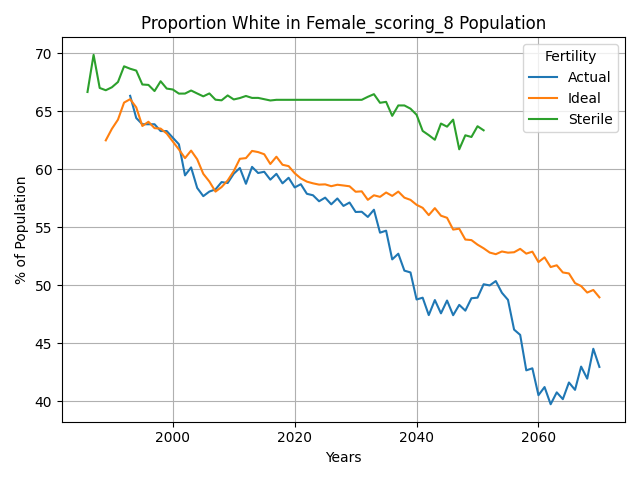 Proportion White in Female_scoring_8 Population
Fertility
Actual
Ideal
Sterile
% of Population
70
65
60
55
50
45
40
2000
2020
2040
2060
Years